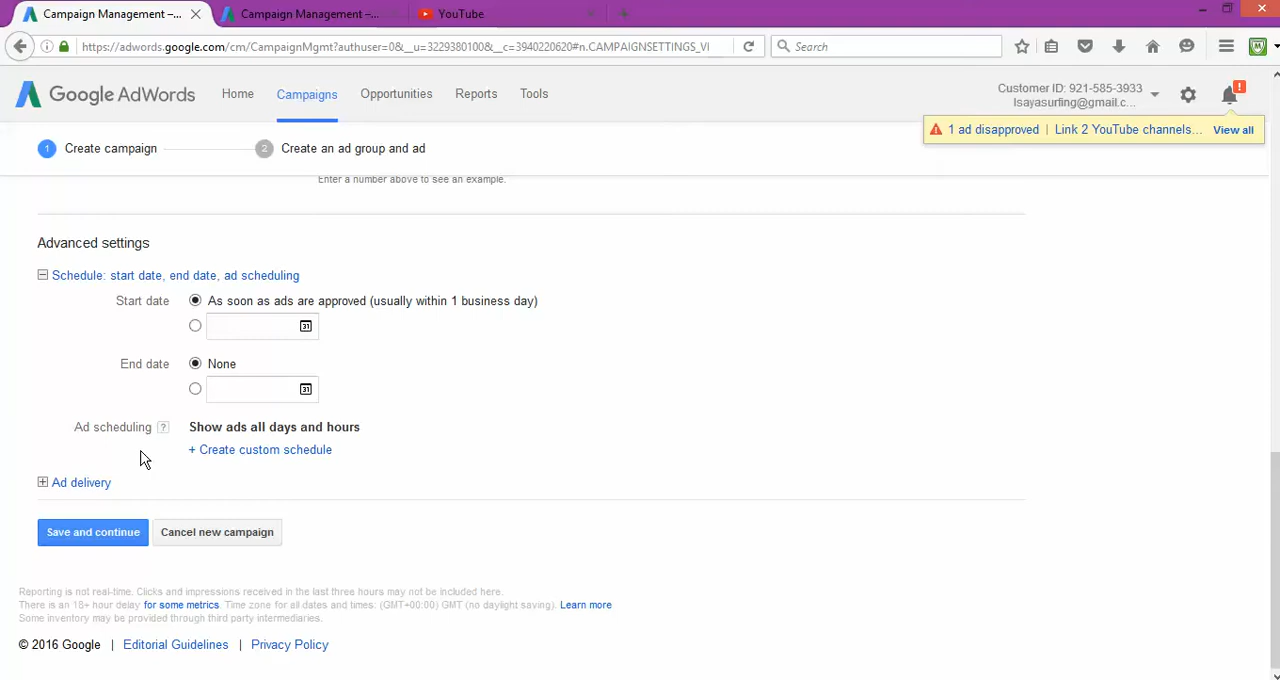 Campaign Management –...
Campaign Management –...
YouTube
https://adwords.google.com/cm/CampaignMgmt?authuser=0&__u=3229380100&__c=3940220620#n.CAMPAIGNSETTINGS_VI
Search
Google AdWords
Home
Campaigns
Opportunities
Reports
Tools
Customer ID: 921-585-3933
lsayasurfing@gmail.c...
!
1 ad disapproved | Link 2 YouTube channels... View all
1 Create campaign
2 Create an ad group and ad
Enter a number above to see an example.
Advanced settings
Schedule: start date, end date, ad scheduling
Start date
As soon as ads are approved (usually within 1 business day)
31
End date
None
31
Ad scheduling ?
Show ads all days and hours
+ Create custom schedule
Ad delivery
Save and continue
Cancel new campaign
Reporting is not real-time. Clicks and impressions received in the last three hours may not be included here.
There is an 18+ hour delay for some metrics. Time zone for all dates and times: (GMT+00:00) GMT (no daylight saving). Learn more
Some inventory may be provided through third party intermediaries.
© 2016 Google | Editorial Guidelines | Privacy Policy